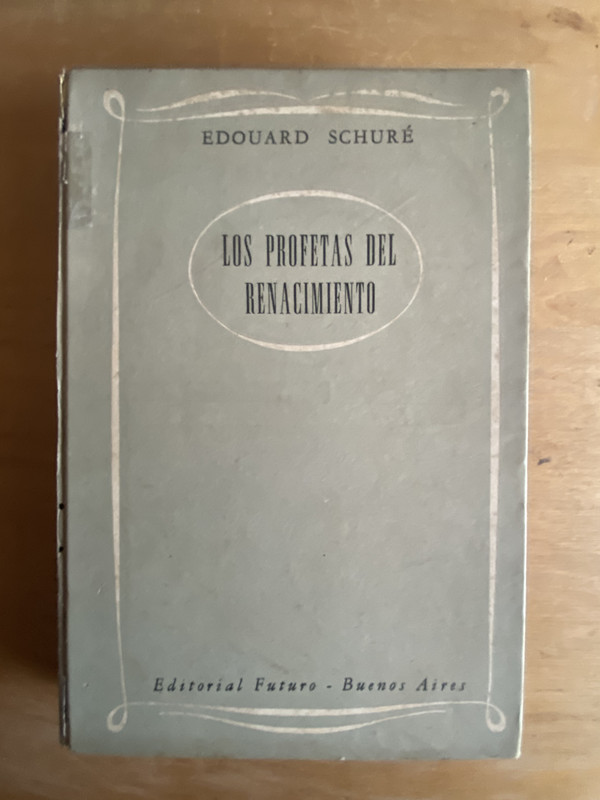 EDOUARD SCHURÉ
LOS PROFETAS DEL
RENACIMIENTO
Editorial Futuro - Buenos Aires